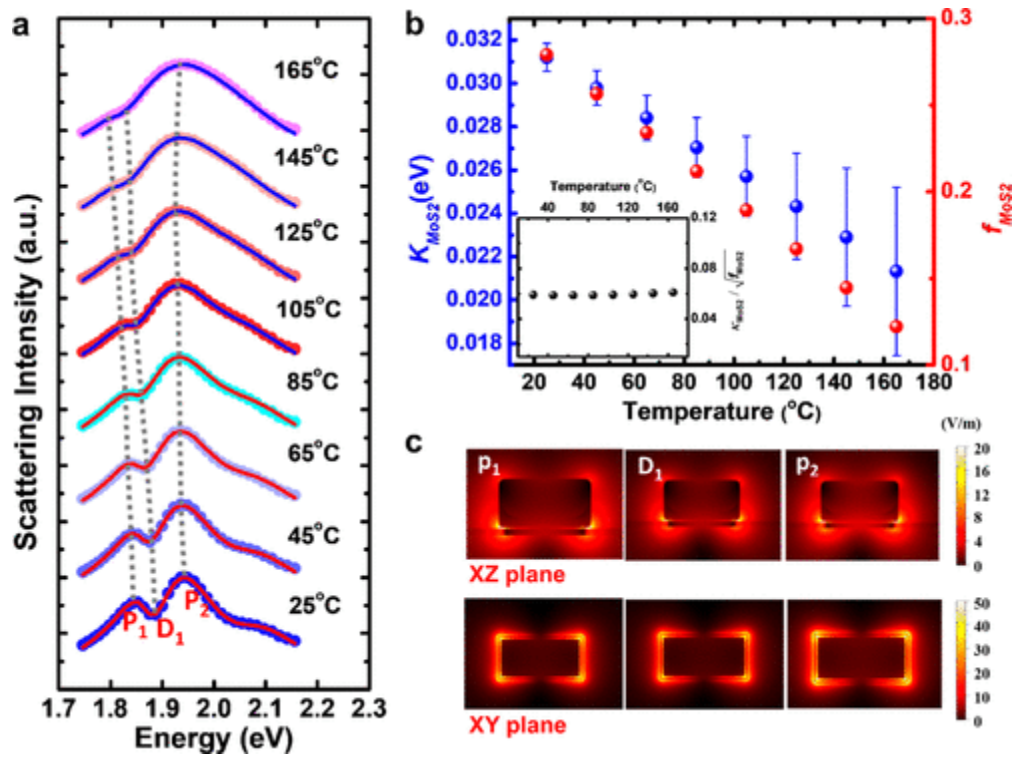 a
Scattering Intensity (a.u.)
165°C
145°C
125°C
105°C
85°C
65°C
45°C
25°C
P1 D1 P2
1.7 1.8 1.9 2.0 2.1 2.2 2.3
Energy (eV)
b
KMoS2(eV)
0.032
0.030
0.028
0.026
0.024
0.022
0.020
0.018
0.3
0.2
0.1
fMoS2
20 40 60 80 100 120 140 160 180
Temperature (°C)
Temperature (°C)
40 80 120 160
0.12
0.08
0.04
KMoS2 / √fMoS2
c
(V/m)
p1 D1 p2
20
16
12
8
4
0
XZ plane
50
40
30
20
10
0
XY plane